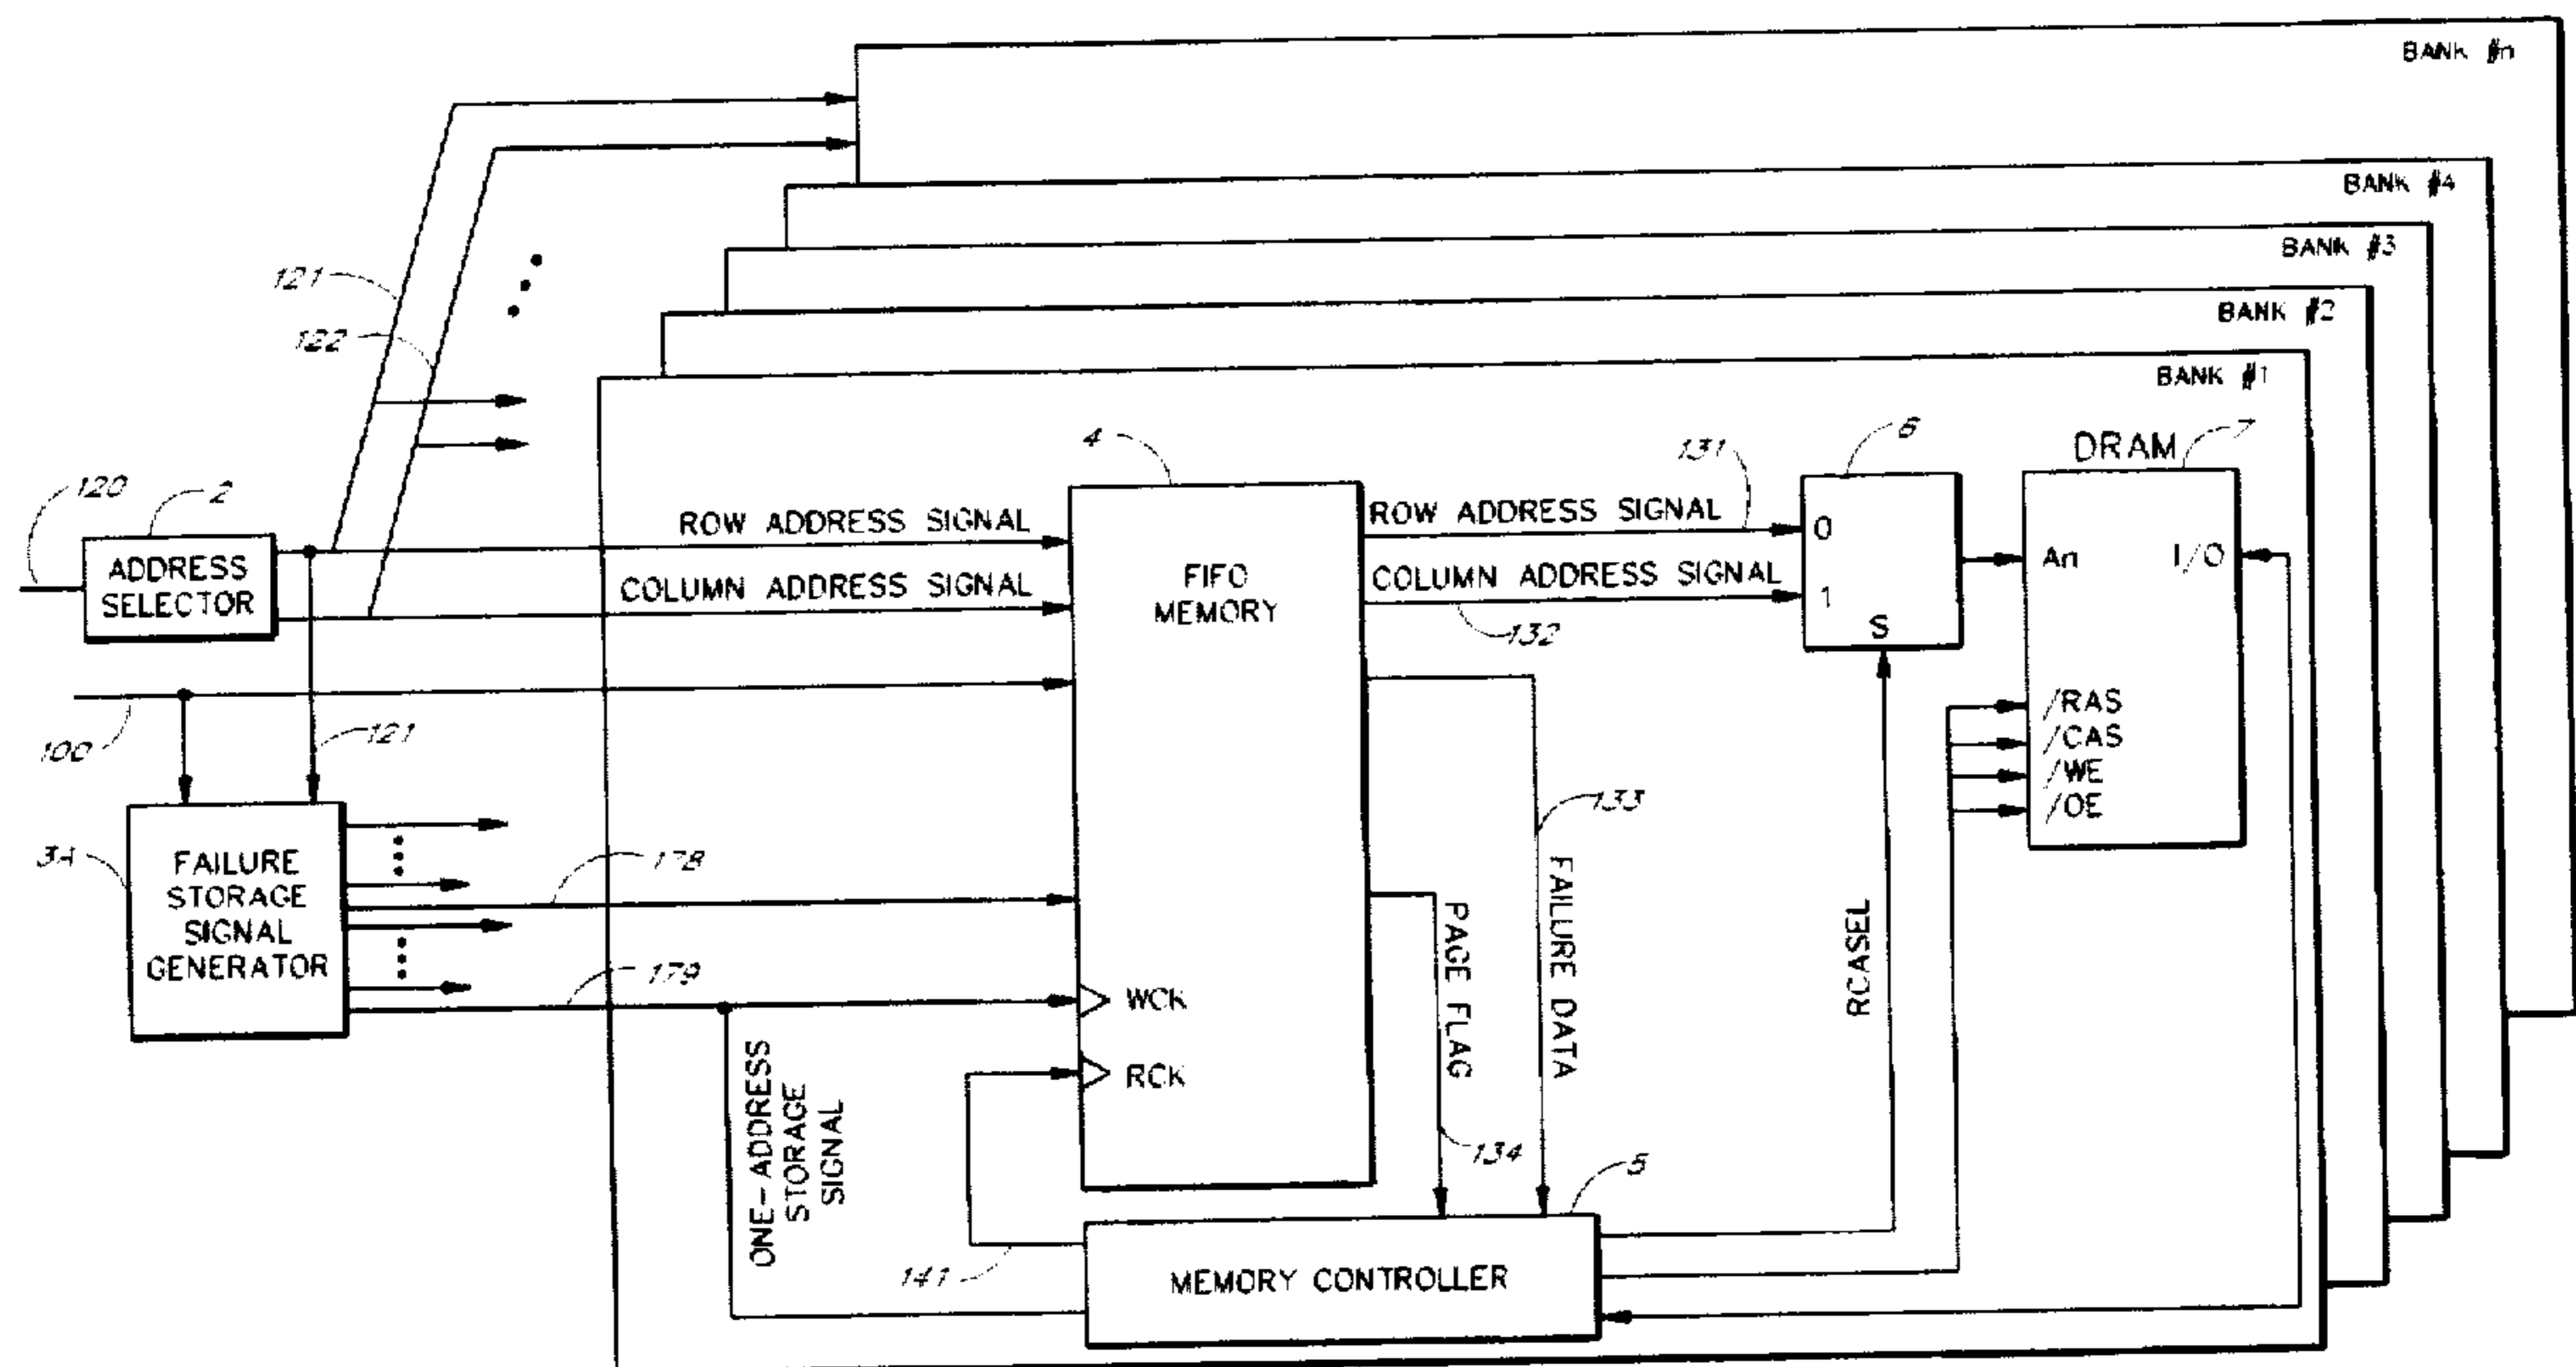 BANK #n
BANK #4
BANK #3
BANK #2
BANK #1
121
122
120
2
ADDRESS
SELECTOR
ROW ADDRESS SIGNAL
COLUMN ADDRESS SIGNAL
4
FIFO
MEMORY
ROW ADDRESS SIGNAL
131
COLUMN ADDRESS SIGNAL
132
6
0
1
S
DRAM
7
An
I/O
/RAS
/CAS
/WE
/OE
100
121
3A
FAILURE
STORAGE
SIGNAL
GENERATOR
178
179
WCK
RCK
ONE-ADDRESS
STORAGE
SIGNAL
133
FAILURE DATA
PAGE FLAG
134
RCASEL
5
141
MEMORY CONTROLLER